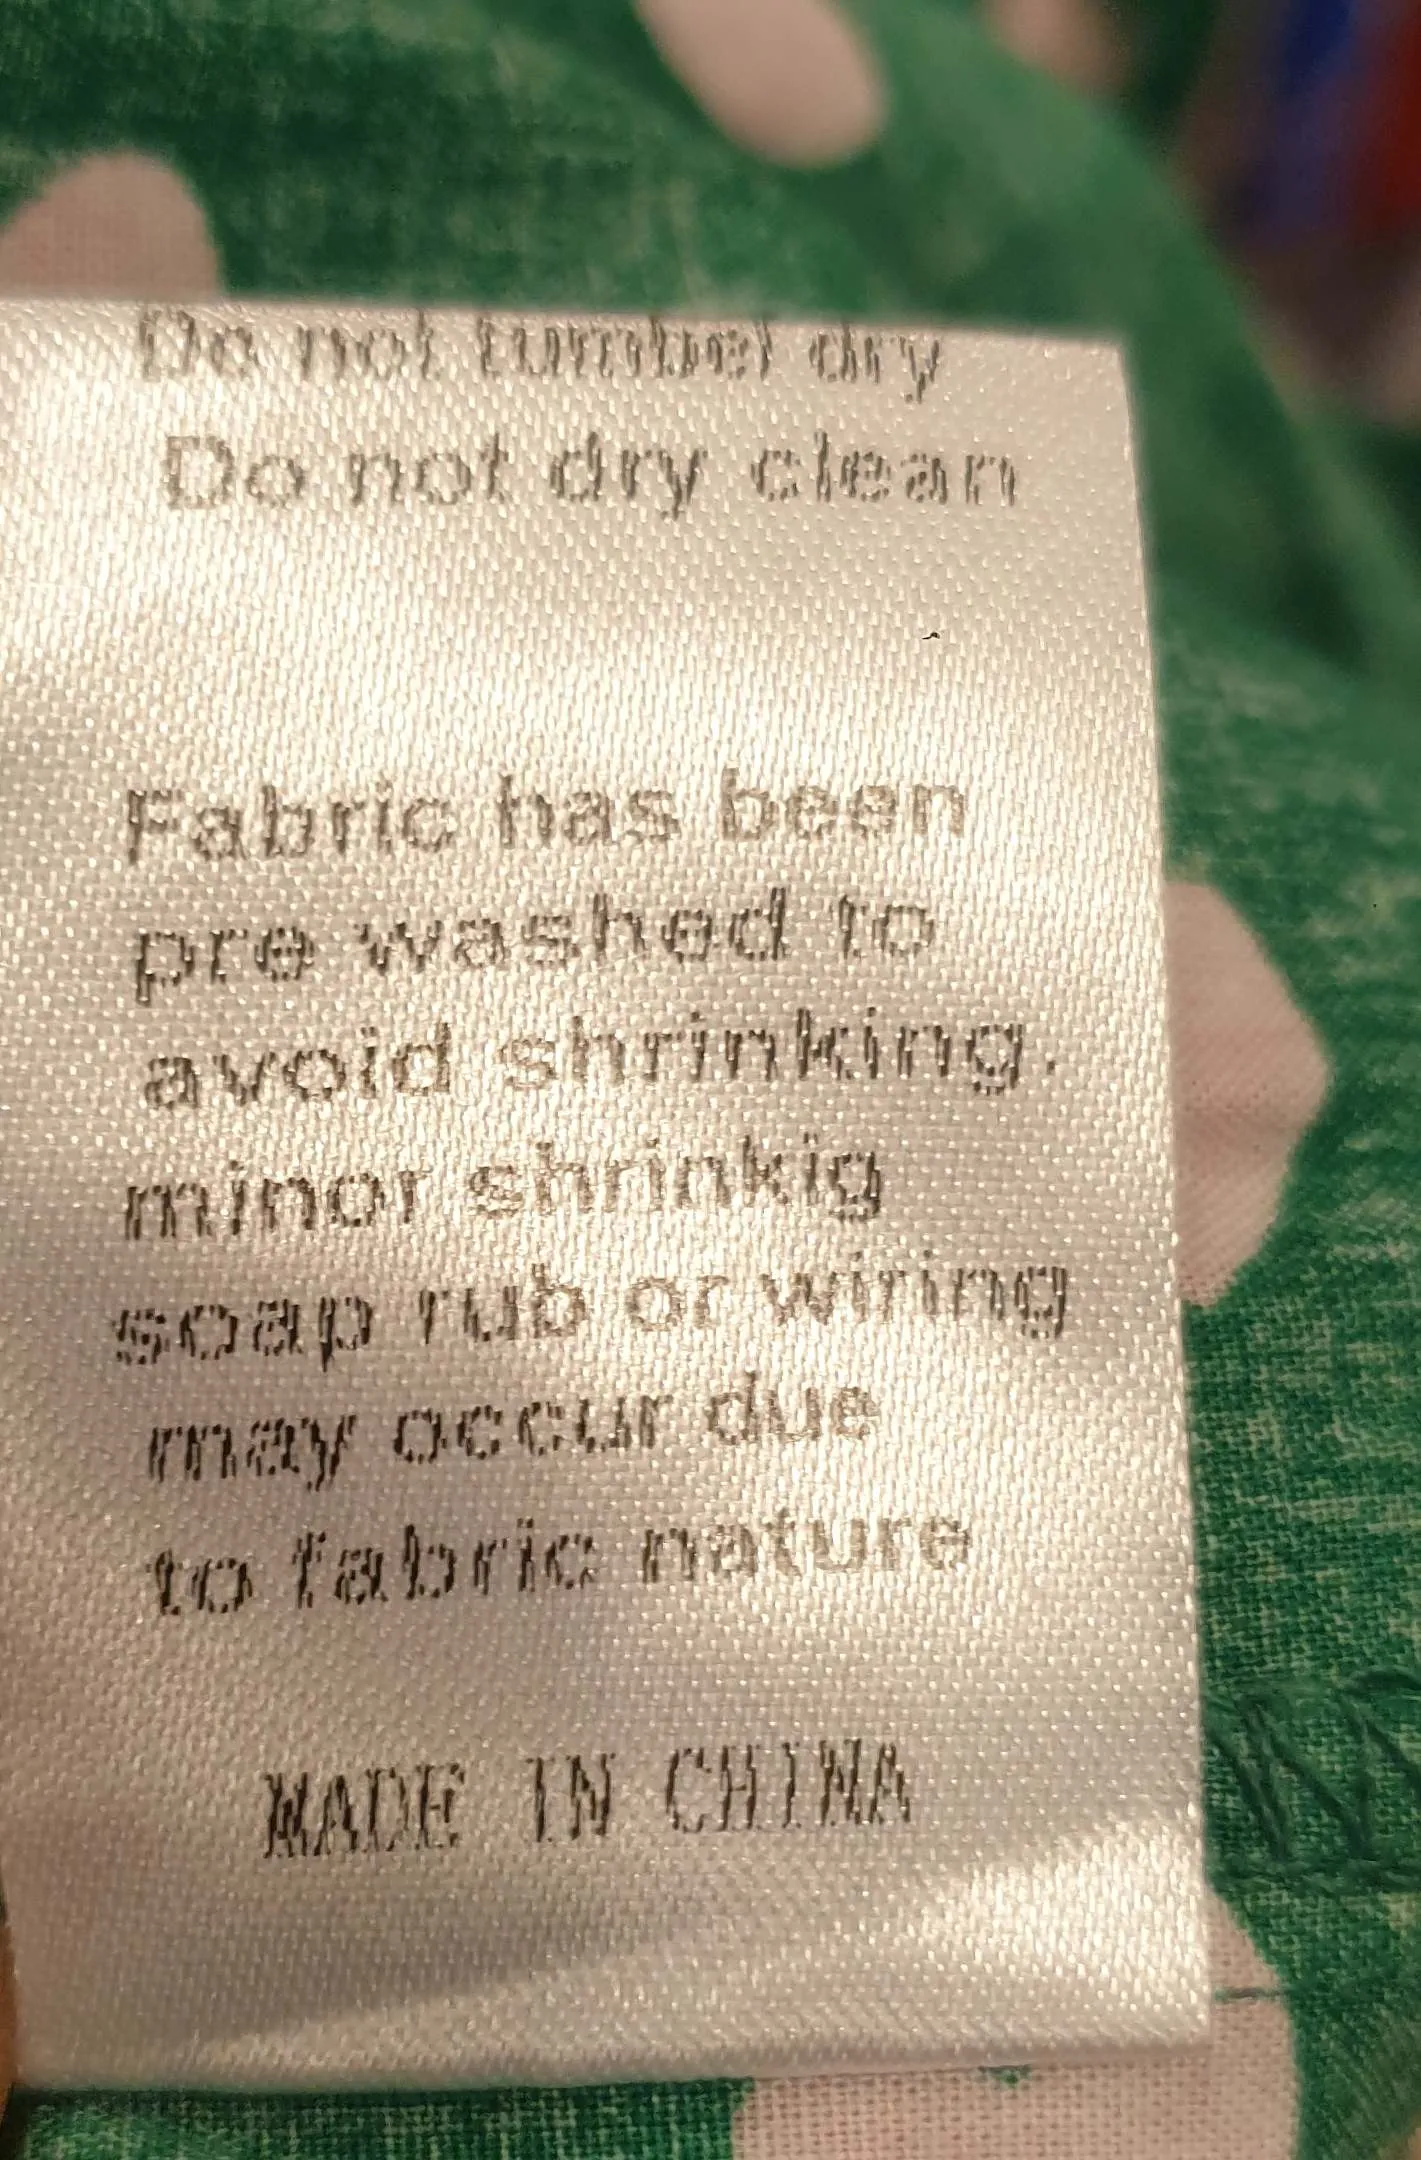 Do not tumbel dry
Do not dry clean
Fabric has been
pre washed to
avoid shrinking.
minor shrinkig
soap rub or wiring
may occur due
to fabric nature
MADE IN CHINA